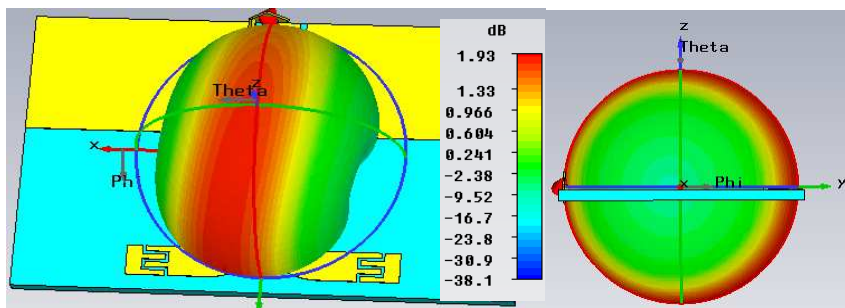 z
Theta
x
Ph
dB
1.93
1.33
0.966
0.604
0.241
-2.38
-9.52
-16.7
-23.8
-30.9
-38.1
z
Theta
x
Phi
y